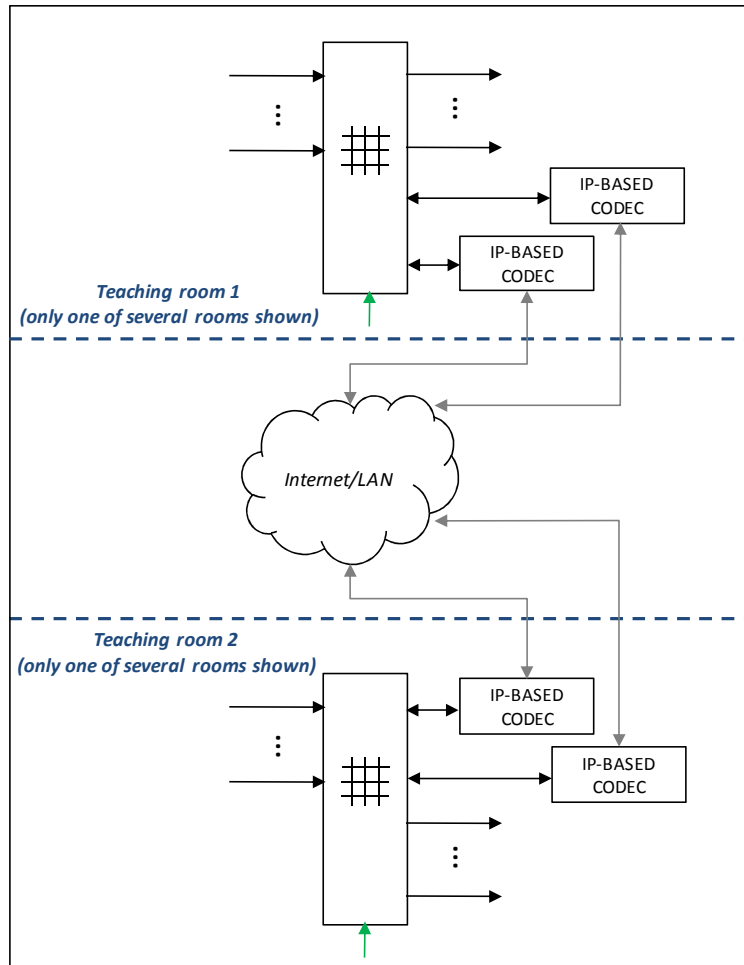 IP-BASED
CODEC
IP-BASED
CODEC
Teaching room 1
(only one of several rooms shown)
Internet/LAN
Teaching room 2
(only one of several rooms shown)
IP-BASED
CODEC
IP-BASED
CODEC